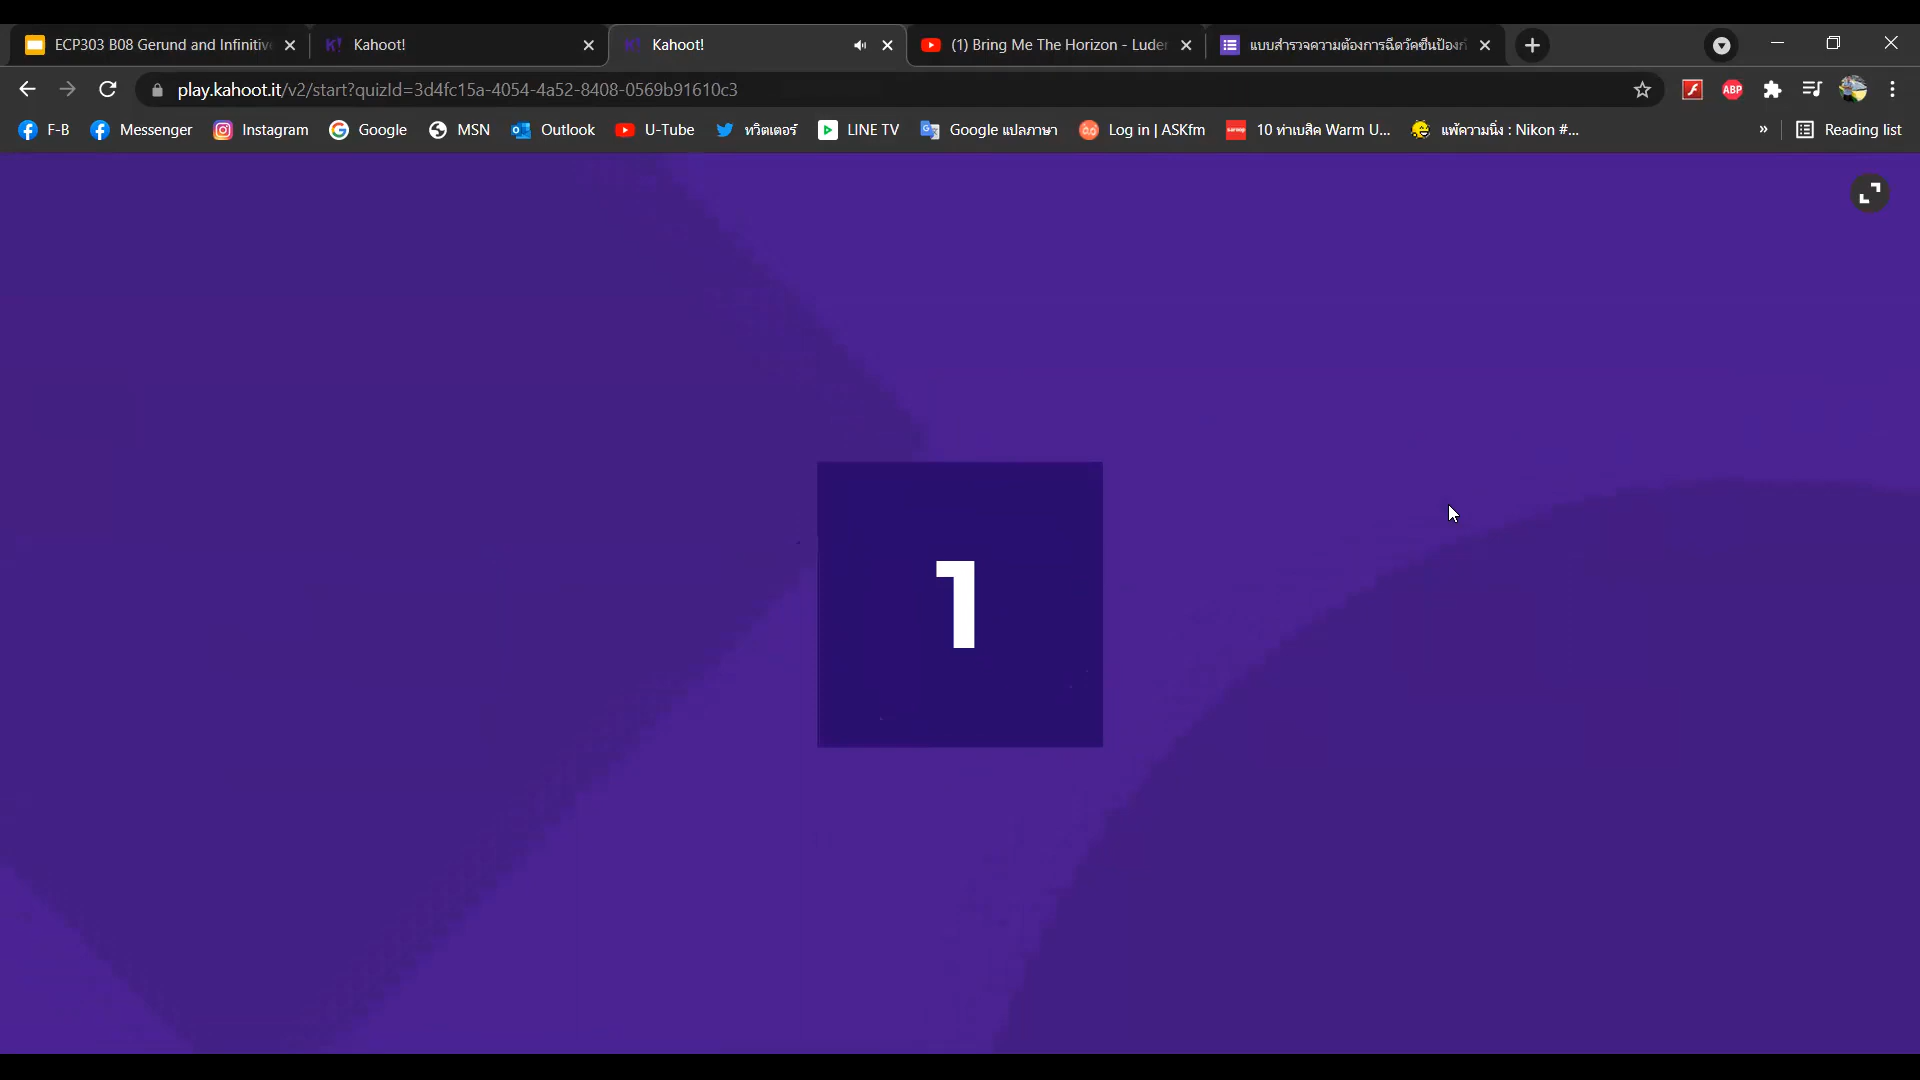 ECP303 B08 Gerund and Infinitive
Kahoot!
Kahoot!
(1) Bring Me The Horizon - Luder
แบบสำรวจความต้องการฉีดวัคซีนป้องก
play.kahoot.it/v2/start?quizId=3d4fc15a-4054-4a52-8408-0569b91610c3
ABP
F-B
Messenger
Instagram
Google
MSN
Outlook
U-Tube
ทวิตเตอร์
LINE TV
Google แปลภาษา
Log in | ASKfm
10 ท่าเบสิค Warm U...
แพ้ความนิ่ง : Nikon #...
»
Reading list
1